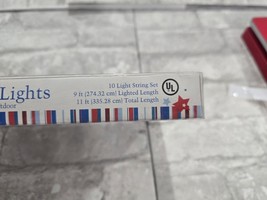 Lights
10 Light String Set
9 ft (274.32 cm) Lighted Length
11 ft (335.28 cm) Total Length
UL